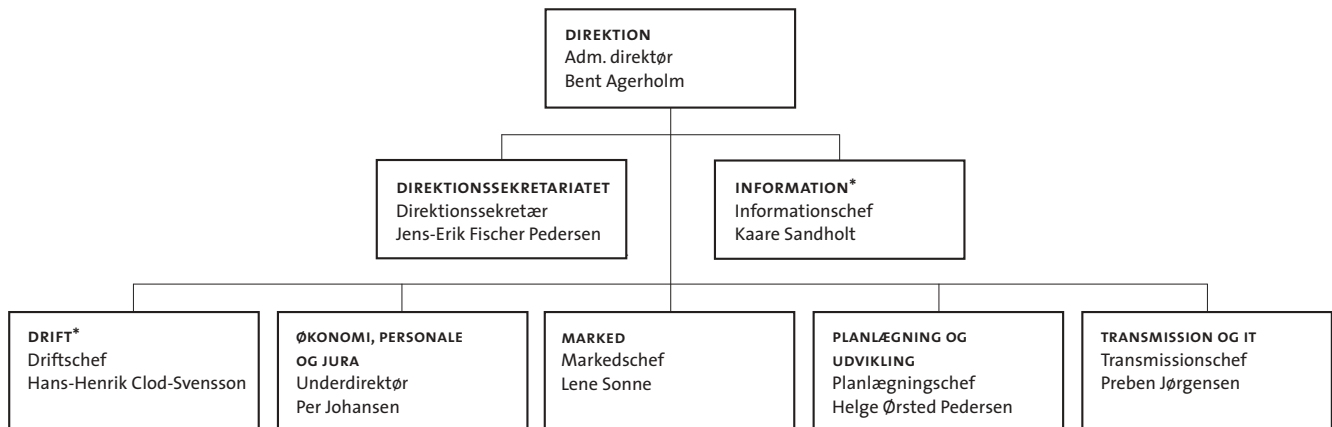 DIREKTION
Adm. direktør
Bent Agerholm
DIREKTIONSSEKRETARIATET
Direktionssekretær
Jens-Erik Fischer Pedersen
INFORMATION*
Informationschef
Kaare Sandholt
DRIFT*
Driftschef
Hans-Henrik Clod-Svensson
ØKONOMI, PERSONALE
OG JURA
Underdirektør
Per Johansen
MARKED
Markedschef
Lene Sonne
PLANLÆGNING OG
UDVIKLING
Planlægningschef
Helge Ørsted Pedersen
TRANSMISSION OG IT
Transmissionschef
Preben Jørgensen